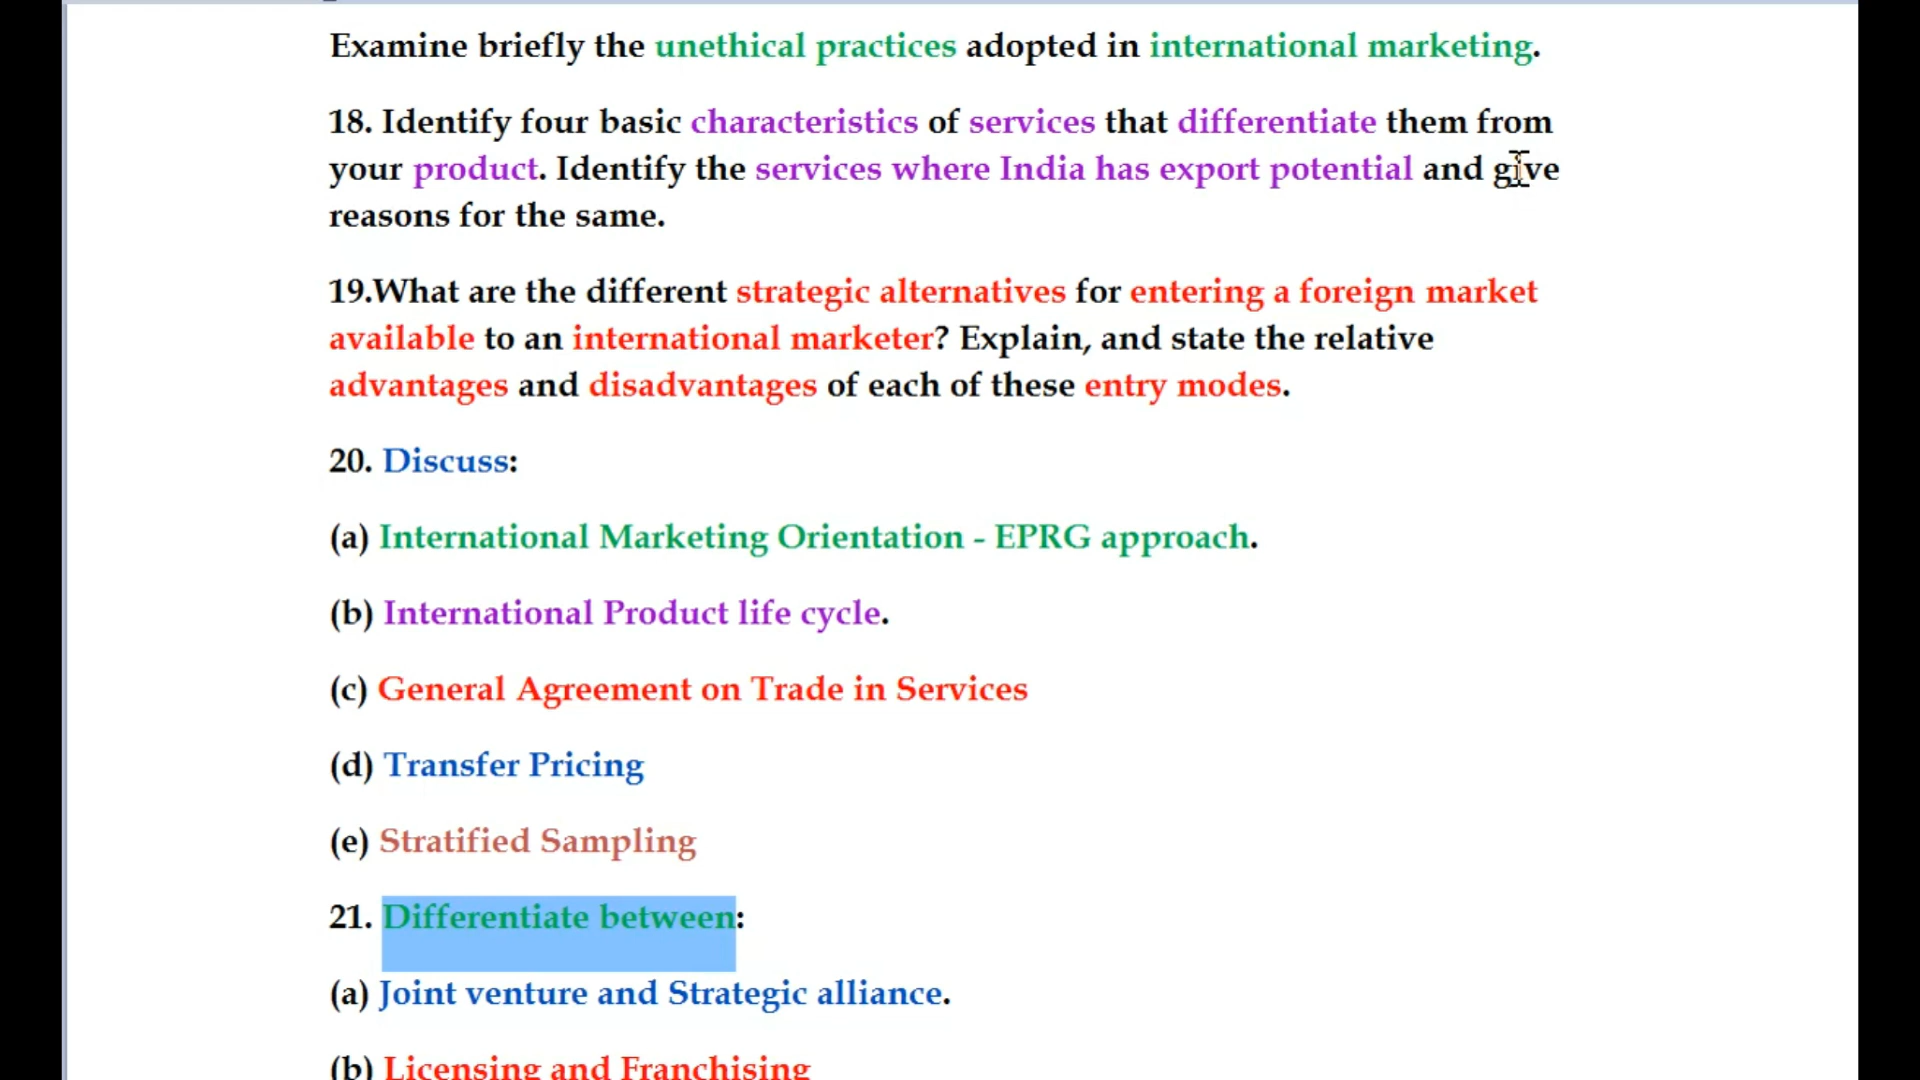 Examine briefly the unethical practices adopted in international marketing.
18. Identify four basic characteristics of services that differentiate them from
your product. Identify the services where India has export potential and give
reasons for the same.
19.What are the different strategic alternatives for entering a foreign market
available to an international marketer? Explain, and state the relative
advantages and disadvantages of each of these entry modes.
20. Discuss:
(a) International Marketing Orientation - EPRG approach.
(b) International Product life cycle.
(c) General Agreement on Trade in Services
(d) Transfer Pricing
(e) Stratified Sampling
21. Differentiate between:
(a) Joint venture and Strategic alliance.
(b) Licensing and Franchising